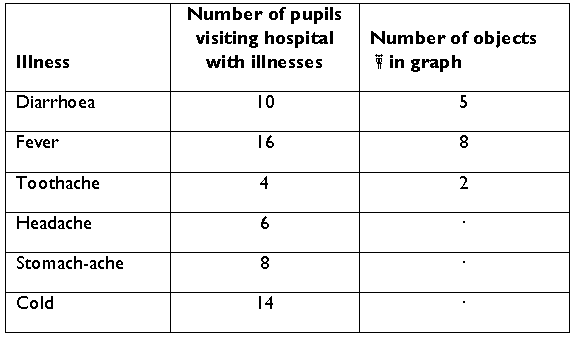 Illness
Number of pupils
visiting hospital
with illnesses
Number of objects
in graph
Diarrhoea 10 5
Fever 16 8
Toothache 4 2
Headache 6 ·
Stomach-ache 8 ·
Cold 14 ·